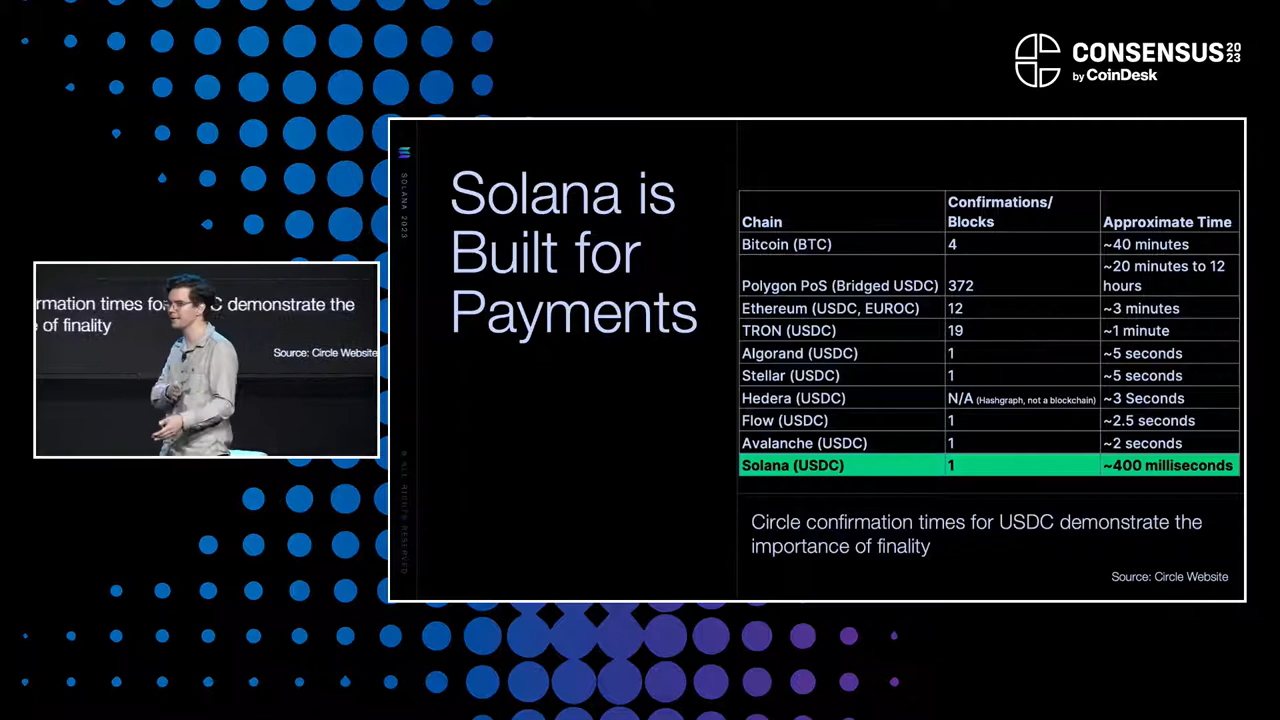 CONSENSUS 20 23
by CoinDesk
SOLANA 2023
© ALL RIGHTS RESERVED
Solana is
Built for
Payments
Chain Confirmations/ Blocks Approximate Time
Bitcoin (BTC) 4 ~40 minutes
Polygon PoS (Bridged USDC) 372 ~20 minutes to 12 hours
Ethereum (USDC, EUROC) 12 ~3 minutes
TRON (USDC) 19 ~1 minute
Algorand (USDC) 1 ~5 seconds
Stellar (USDC) 1 ~5 seconds
Hedera (USDC) N/A (Hashgraph, not a blockchain) ~3 Seconds
Flow (USDC) 1 ~2.5 seconds
Avalanche (USDC) 1 ~2 seconds
Solana (USDC) 1 ~400 milliseconds
Circle confirmation times for USDC demonstrate the
importance of finality
Source: Circle Website
rmation times for C demonstrate the
e of finality
Source: Circle Website